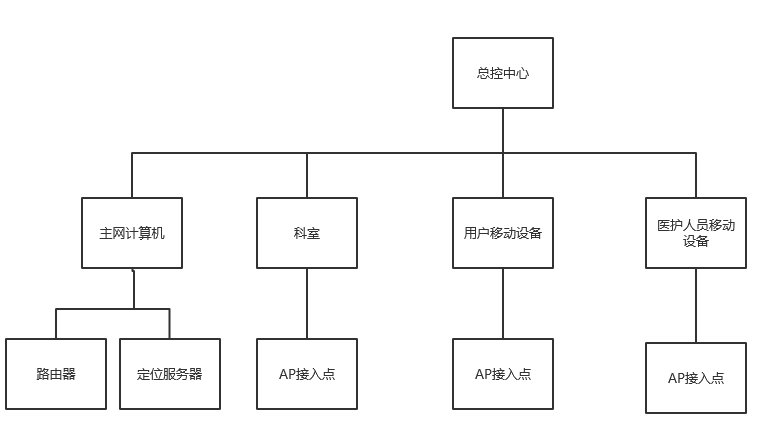 总控中心
主网计算机
科室
用户移动设备
医护人员移动
设备
路由器
定位服务器
AP接入点
AP接入点
AP接入点